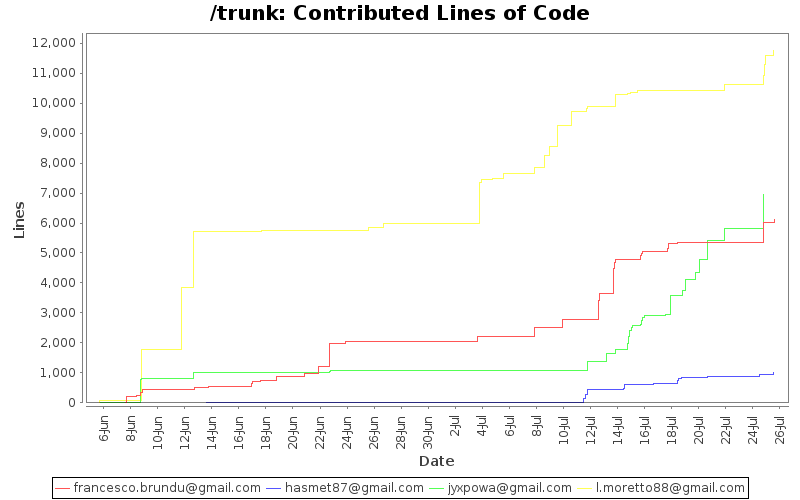 /trunk: Contributed Lines of Code
12,000
11,000
10,000
9,000
8,000
7,000
6,000
5,000
4,000
3,000
2,000
1,000
0
Lines
6-Jun 8-Jun 10-Jun 12-Jun 14-Jun 16-Jun 18-Jun 20-Jun 22-Jun 24-Jun 26-Jun 28-Jun 30-Jun 2-Jul 4-Jul 6-Jul 8-Jul 10-Jul 12-Jul 14-Jul 16-Jul 18-Jul 20-Jul 22-Jul 24-Jul 26-Jul
Date
francesco.brundu@gmail.com hasmet87@gmail.com jyxpowa@gmail.com l.moretto88@gmail.com